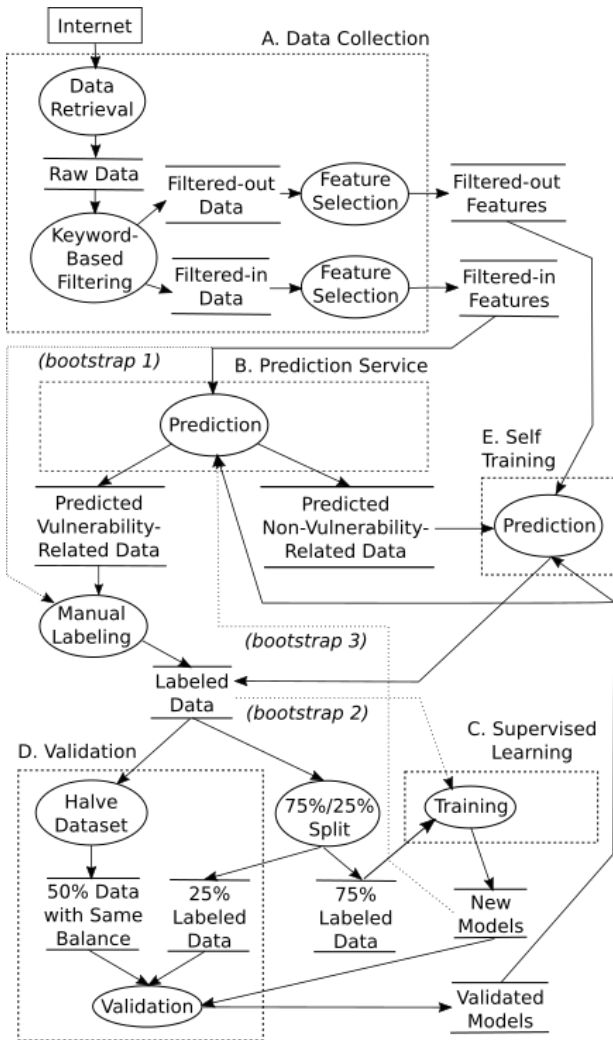 Internet
A. Data Collection
Data
Retrieval
Raw Data
Filtered-out
Data
Feature
Selection
Filtered-out
Features
Keyword-
Based
Filtering
Filtered-in
Data
Feature
Selection
Filtered-in
Features
(bootstrap 1)
B. Prediction Service
Prediction
E. Self
Training
Predicted
Vulnerability-
Related Data
Predicted
Non-Vulnerability-
Related Data
Prediction
Manual
Labeling
(bootstrap 3)
Labeled
Data
(bootstrap 2)
C. Supervised
Learning
D. Validation
Halve
Dataset
75%/25%
Split
Training
50% Data
with Same
Balance
25%
Labeled
Data
75%
Labeled
Data
New
Models
Validation
Validated
Models